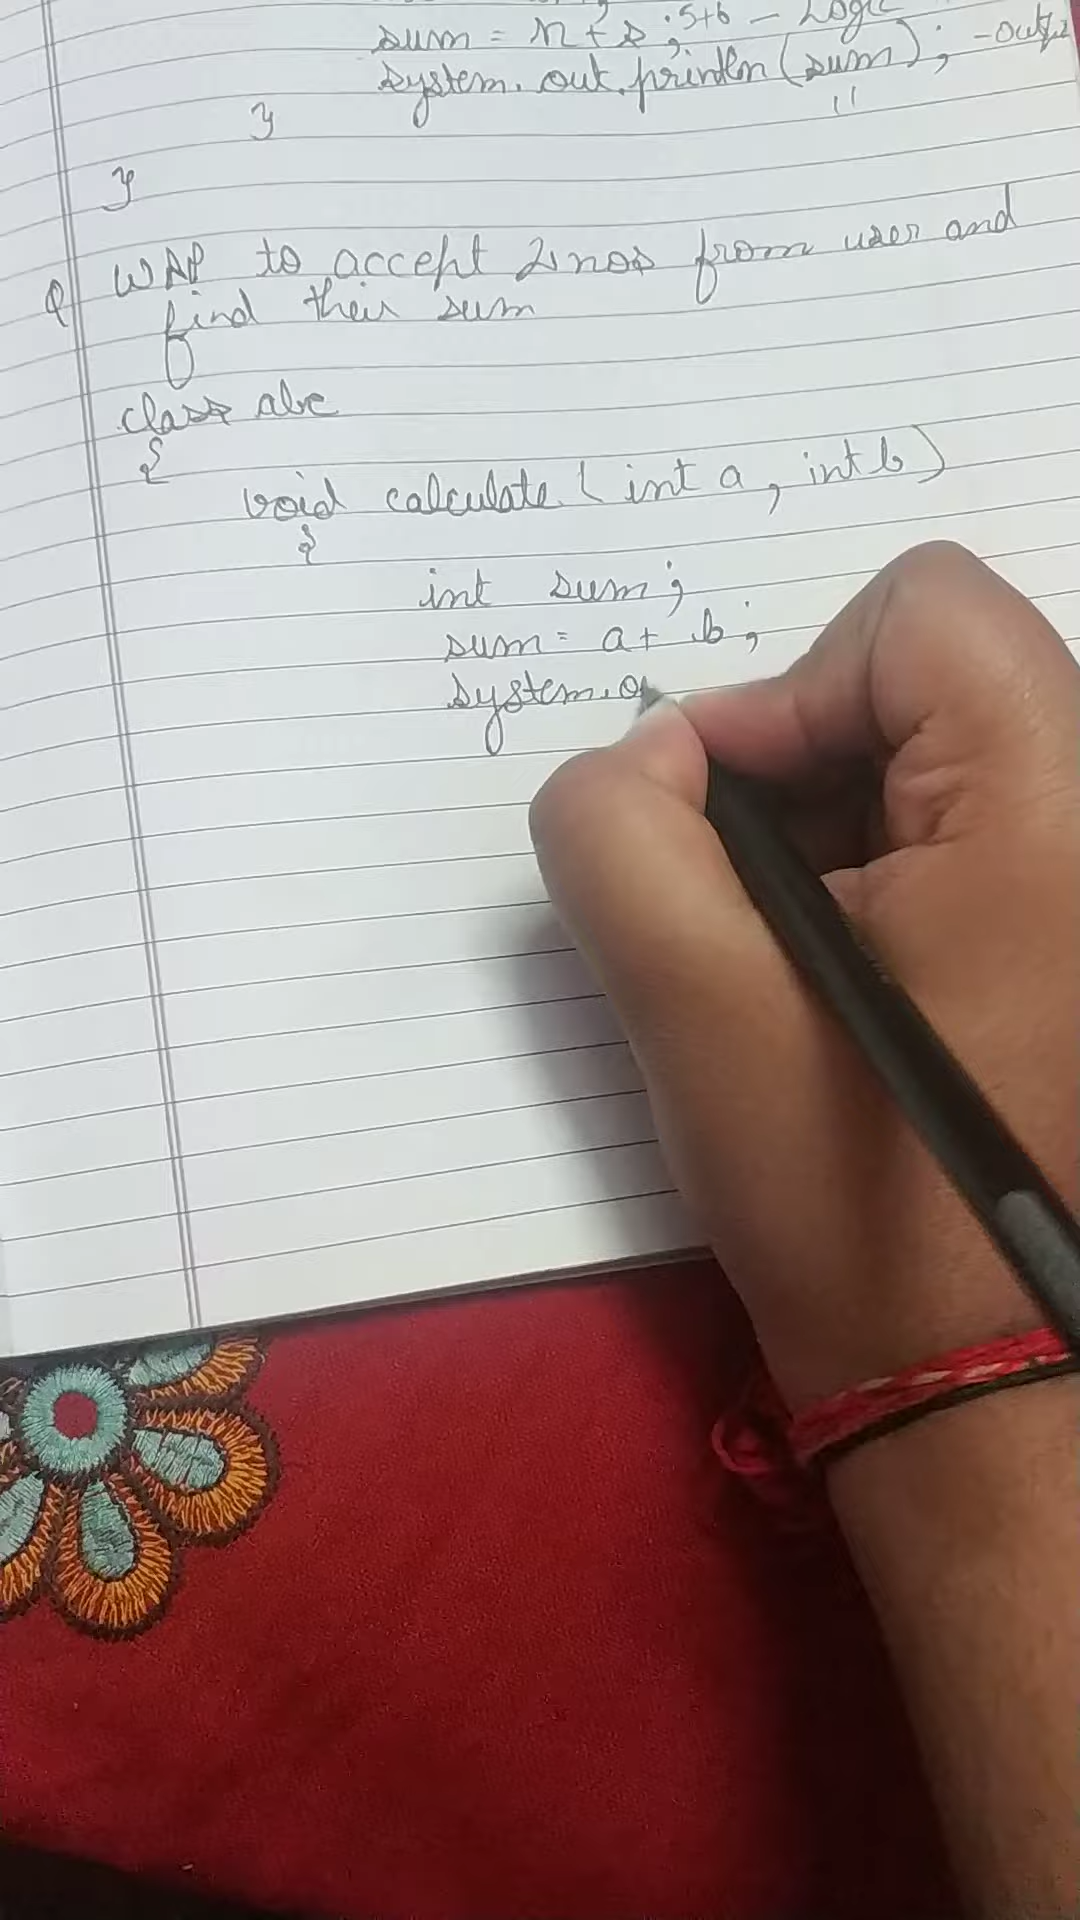 sum = n + s ; 5+6 - Logic
system. out. println (sum) ; - output
11
}
}
Q WAP to accept 2 nos from user and
find their sum
class abc
{
void calculate ( int a , int b )
{
int sum ;
sum = a + b ;
system. o